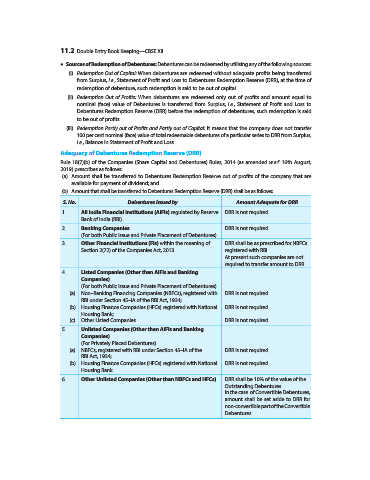 11.2 Double Entry Book Keeping—CBSE XII
• Sources of Redemption of Debentures: Debentures can be redeemed by utilising any of the following sources:
(i) Redemption Out of Capital: When debentures are redeemed without adequate profits being transferred
from Surplus, i.e., Statement of Profit and Loss to Debentures Redemption Reserve (DRR), at the time of
redemption of debenture, such redemption is said to be out of capital
(ii) Redemption Out of Profits: When debentures are redeemed only out of profits and amount equal to
nominal (face) value of Debentures is transferred from Surplus, i.e., Statement of Profit and Loss to
Debentures Redemption Reserve (DRR) before the redemption of debentures, such redemption is said
to be out of profits
(iii) Redemption Partly out of Profits and Partly out of Capital: It means that the company does not transfer
100 per cent nominal (face) value of total redeemable debentures of a particular series to DRR from Surplus,
i.e., Balance in Statement of Profit and Loss
Adequacy of Debentures Redemption Reserve (DRR)
Rule 18(7)(b) of the Companies (Share Capital and Debentures) Rules, 2014 (as amended w.e.f. 16th August,
2019) prescribes as follows:
(a) Amount shall be transferred to Debentures Redemption Reserve out of profits of the company that are
available for payment of dividend; and
(b) Amount that shall be transferred to Debentures Redemption Reserve (DRR) shall be as follows:
S. No. Debentures Issued by Amount Adequate for DRR
1 All India Financial Institutions (AIFIs) regulated by Reserve DRR is not required
Bank of India (RBI)
2 Banking Companies DRR is not required
(For both Public Issue and Private Placement of Debentures)
3 Other Financial Institutions (FIs) within the meaning of DRR shall be as prescribed for NBFCs
Section 2(72) of the Companies Act, 2013 registered with RBI
At present such companies are not
required to transfer amount to DRR
4 Listed Companies (Other than AIFIs and Banking
Companies)
(For both Public Issue and Private Placement of Debentures)
(a) Non–Banking Financing Companies (NBFCs), registered with DRR is not required
RBI under Section 45–IA of the RBI Act, 1934;
(b) Housing Finance Companies (HFCs) registered with National DRR is not required
Housing Bank;
(c) Other Listed Companies DRR is not required
5 Unlisted Companies (Other than AIFIs and Banking
Companies)
(For Privately Placed Debentures)
(a) NBFCs, registered with RBI under Section 45–IA of the DRR is not required
RBI Act, 1934;
(b) Housing Finance Companies (HFCs) registered with National DRR is not required
Housing Bank
6 Other Unlisted Companies (Other than NBFCs and HFCs) DRR shall be 10% of the value of the
Outstanding Debentures
In the case of Convertible Debentures,
amount shall be set aside to DRR for
non-convertible part of the Convertible
Debentures